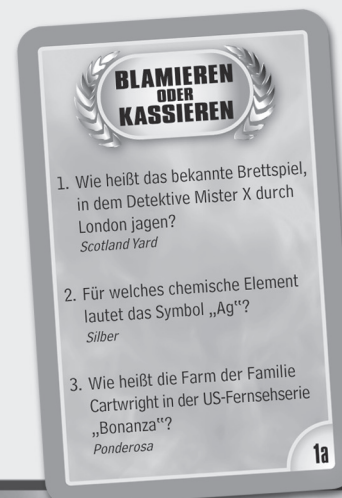 BLAMIEREN
ODER
KASSIEREN
1. Wie heißt das bekannte Brettspiel,
in dem Detektive Mister X durch
London jagen?
Scotland Yard
2. Für welches chemische Element
lautet das Symbol „Ag“?
Silber
3. Wie heißt die Farm der Familie
Cartwright in der US-Fernsehserie
„Bonanza“?
Ponderosa
1a